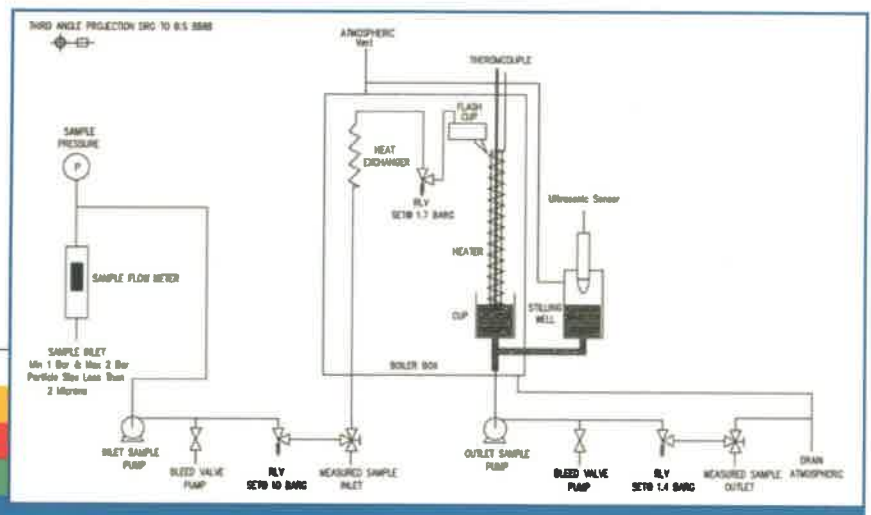 THIRD ANGLE PROJECTION DRG TO B.S 8888
ATMOSPHERIC
Vent
THERMOCOUPLE
FLASH
CUP
SAMPLE
PRESSURE
P
HEAT
EXCHANGER
RLV
SET@ 1.7 BARG
Ultrasonic Sensor
SAMPLE FLOW METER
HEATER
CUP
STILLING
WELL
SAMPLE INLET
Min 1 Bar & Max 2 Bar
Particle Size Less Than
2 Microns
BOILER BOX
INLET SAMPLE
PUMP
BLEED VALVE
PUMP
RLV
SET@ 10 BARG
MEASURED SAMPLE
INLET
OUTLET SAMPLE
PUMP
BLEED VALVE
PUMP
RLV
SET@ 1.4 BARG
MEASURED SAMPLE
OUTLET
DRAIN
ATMOSPHERIC